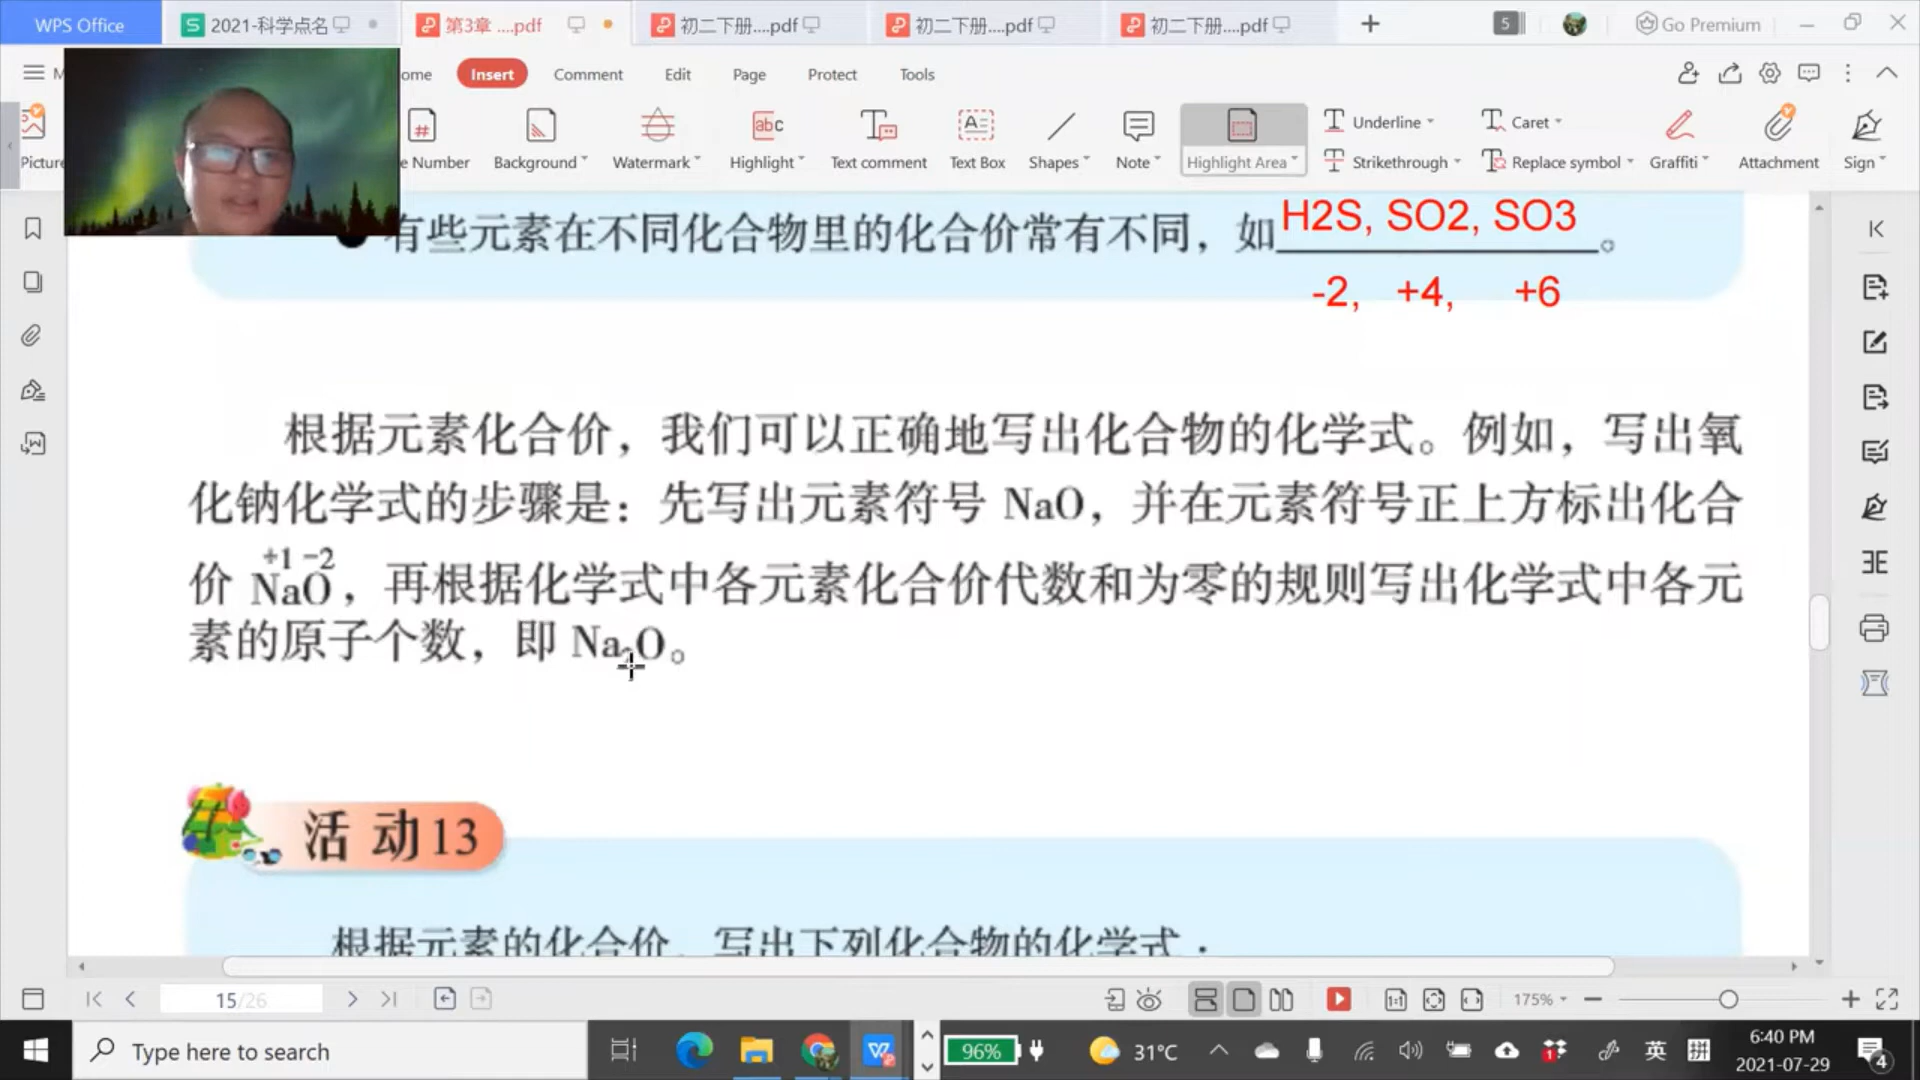 WPS Office
2021-科学点名
第3章 ....pdf
初二下册....pdf
初二下册....pdf
初二下册....pdf
5
Go Premium
Insert
Comment
Edit
Page
Protect
Tools
Picture
Background
Watermark
Highlight
Text comment
Text Box
Shapes
Note
Highlight Area
Underline
Strikethrough
Caret
Replace symbol
Graffiti
Attachment
Sign
有些元素在不同化合物里的化合价常有不同，如H2S, SO2, SO3。
-2, +4, +6
根据元素化合价，我们可以正确地写出化合物的化学式。例如，写出氧
化钠化学式的步骤是：先写出元素符号 NaO，并在元素符号正上方标出化合
+1 -2
价 NaO，再根据化学式中各元素化合价代数和为零的规则写出化学式中各元
素的原子个数，即 Na₂O。
活动13
根据元素的化合价，写出下列化合物的化学式：
15/26
175%
Type here to search
96%
31°C
英
拼
6:40 PM
2021-07-29
4